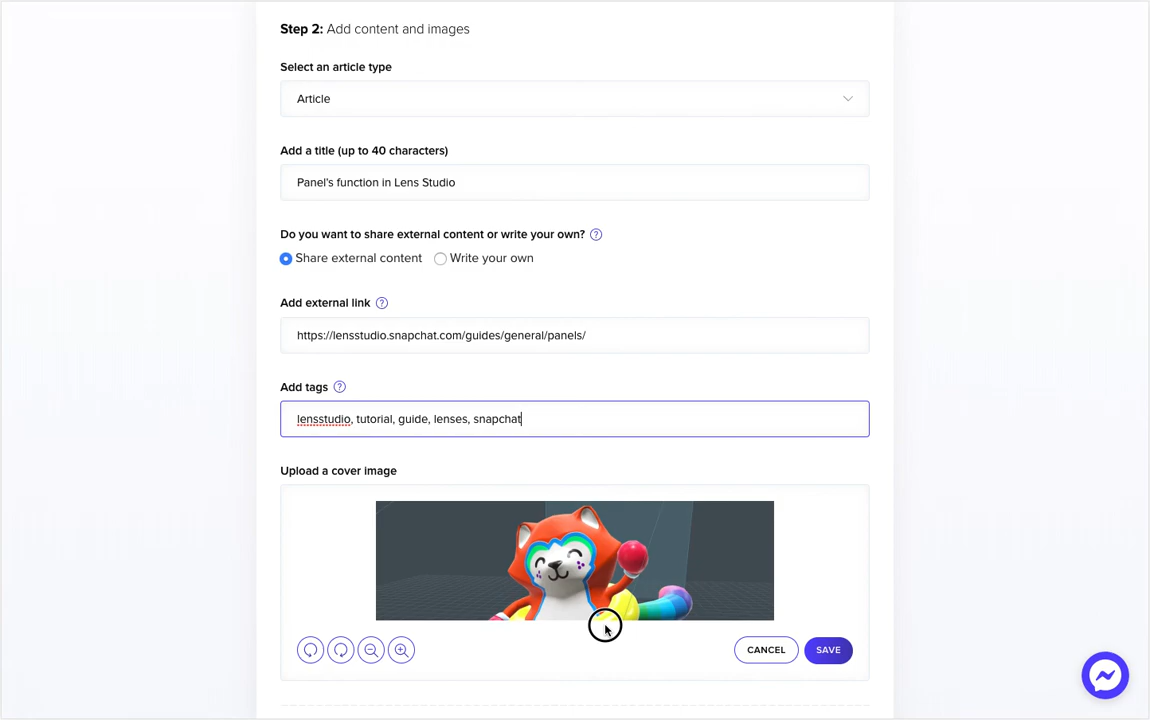 Step 2: Add content and images
Select an article type
Article
Add a title (up to 40 characters)
Panel's function in Lens Studio
Do you want to share external content or write your own? ?
Share external content Write your own
Add external link ?
https://lensstudio.snapchat.com/guides/general/panels/
Add tags ?
lensstudio, tutorial, guide, lenses, snapchat
Upload a cover image
CANCEL SAVE